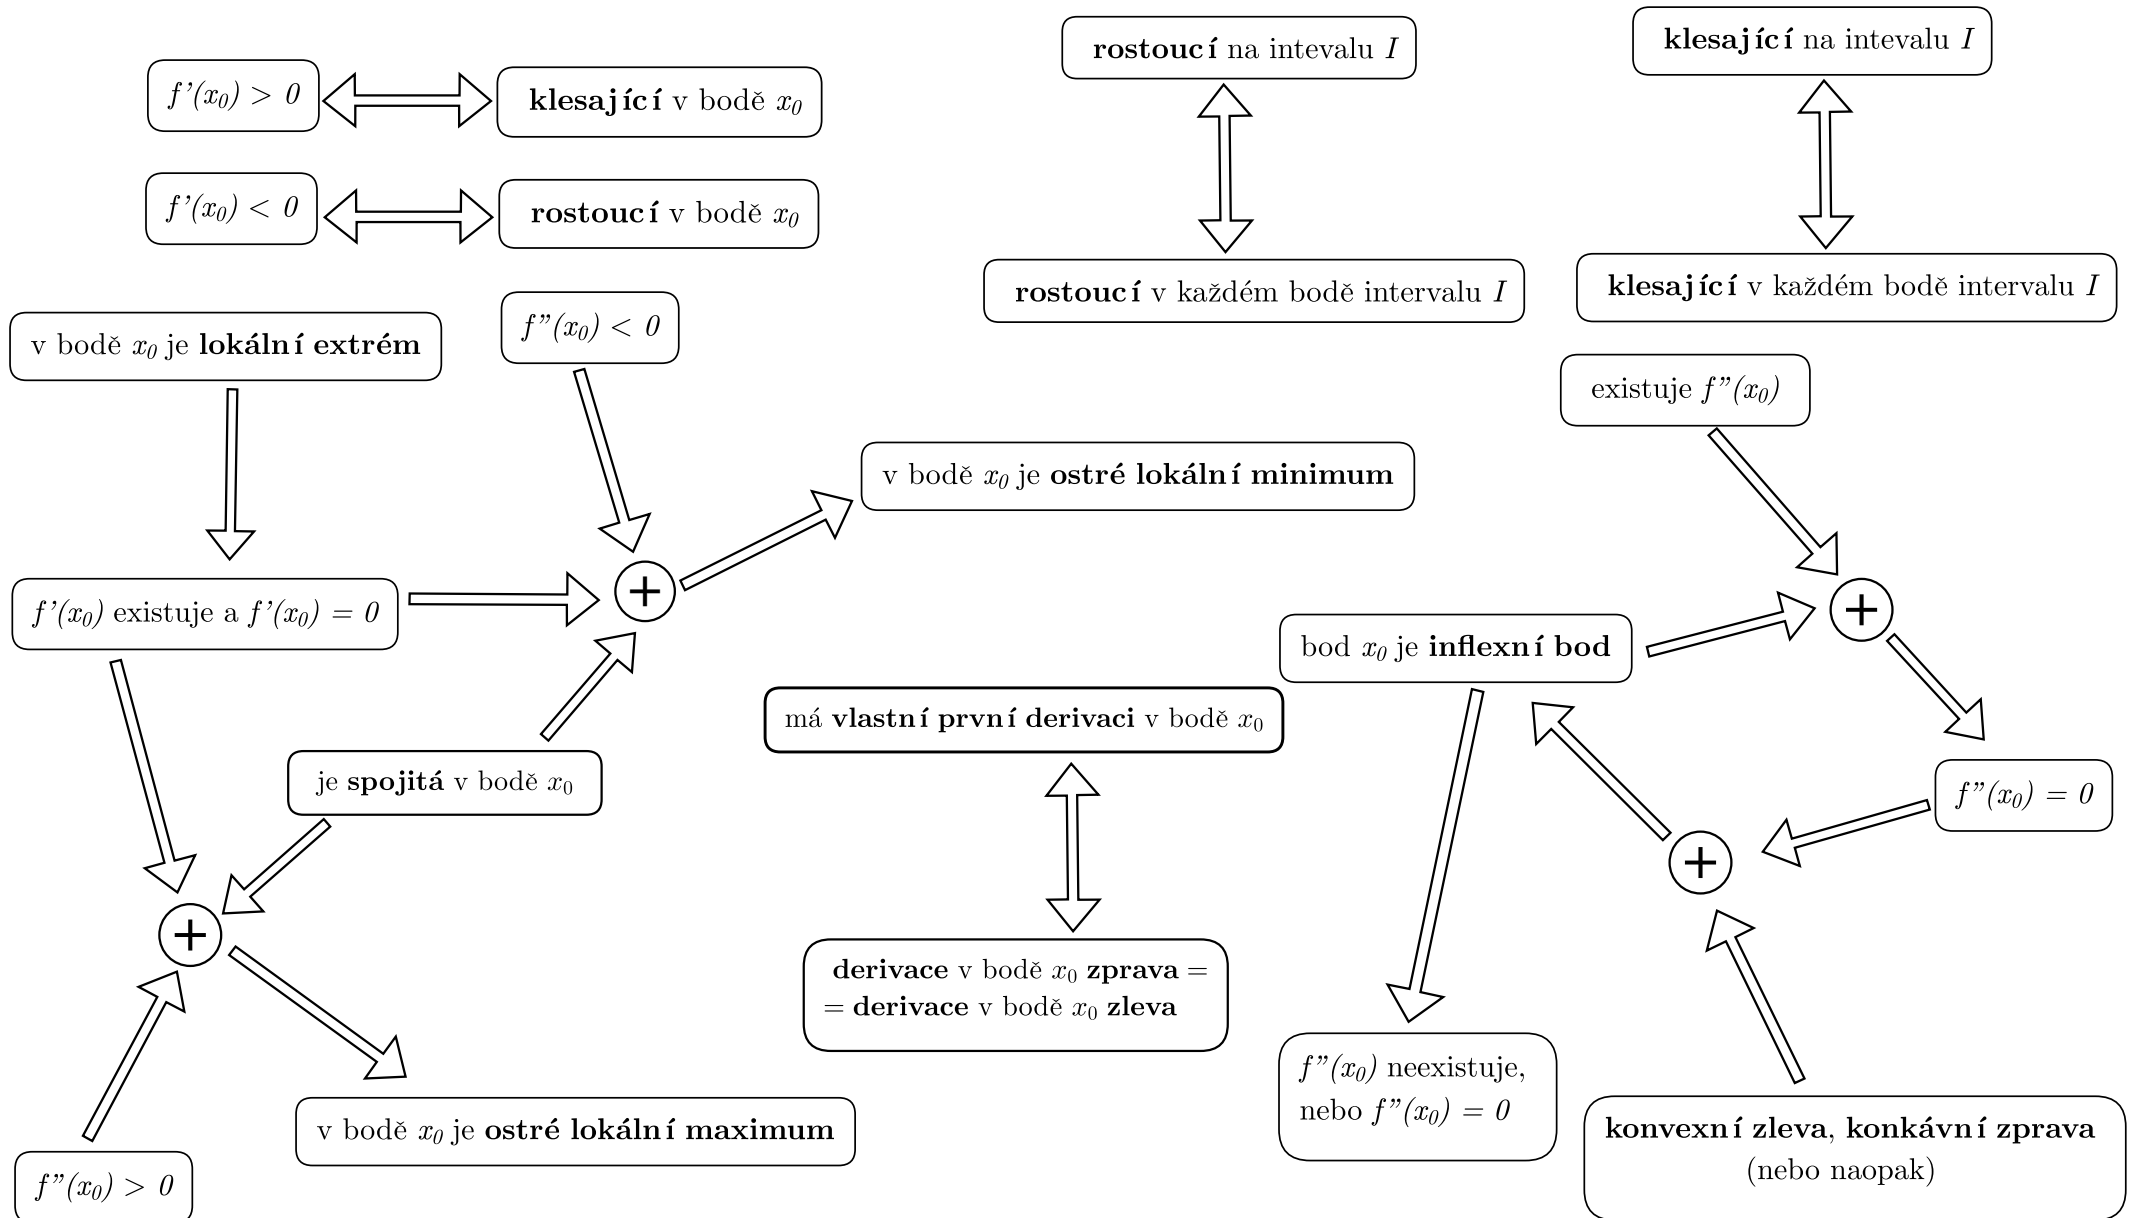 rostoucí na intevalu I
klesající na intevalu I
f'(x₀) > 0
klesající v bodě x₀
f'(x₀) < 0
rostoucí v bodě x₀
rostoucí v každém bodě intervalu I
klesající v každém bodě intervalu I
v bodě x₀ je lokální extrém
f"(x₀) < 0
existuje f"(x₀)
v bodě x₀ je ostré lokální minimum
f'(x₀) existuje a f'(x₀) = 0
+
+
bod x₀ je inflexní bod
má vlastní první derivaci v bodě x₀
je spojitá v bodě x₀
f"(x₀) = 0
+
+
derivace v bodě x₀ zprava =
= derivace v bodě x₀ zleva
f"(x₀) neexistuje,
nebo f"(x₀) = 0
v bodě x₀ je ostré lokální maximum
konvexní zleva, konkávní zprava
(nebo naopak)
f"(x₀) > 0